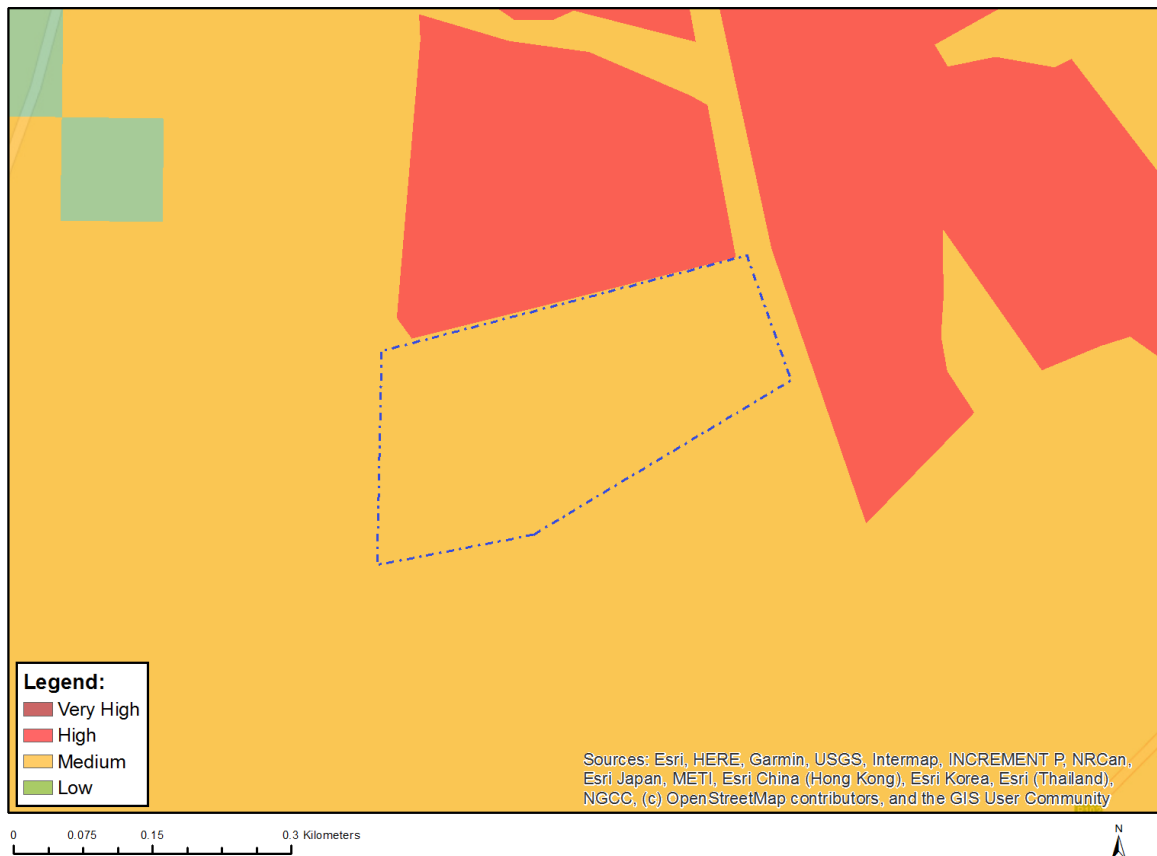 Legend:
Very High
High
Medium
Low
Sources: Esri, HERE, Garmin, USGS, Intermap, INCREMENT P, NRCan,
Esri Japan, METI, Esri China (Hong Kong), Esri Korea, Esri (Thailand),
NGCC, (c) OpenStreetMap contributors, and the GIS User Community
0 0.075 0.15 0.3 Kilometers
N